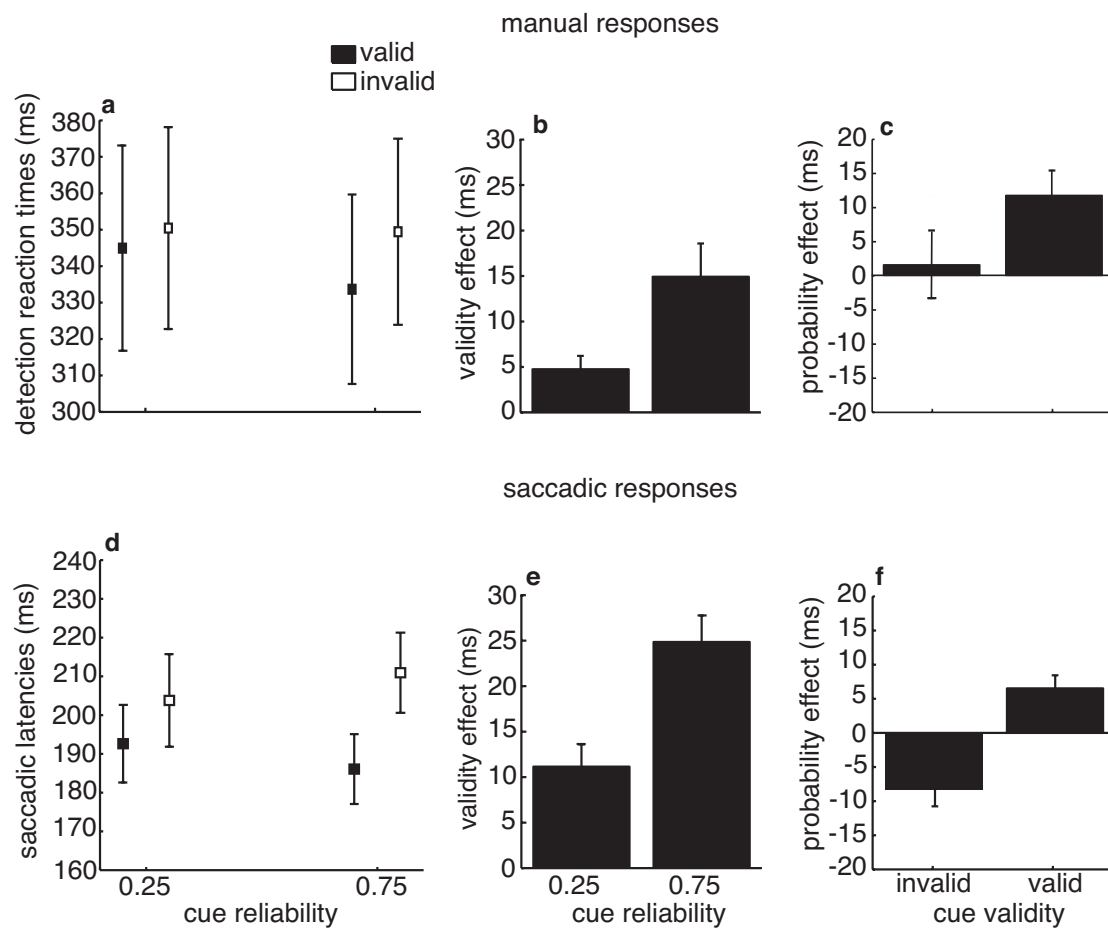 manual responses
valid
invalid
a
detection reaction times (ms)
380
370
360
350
340
330
320
310
300
b
validity effect (ms)
30
25
20
15
10
5
0
c
probability effect (ms)
20
15
10
5
0
-5
-10
-15
-20
saccadic responses
d
saccadic latencies (ms)
240
230
220
210
200
190
180
170
160
0.25 0.75
cue reliability
e
validity effect (ms)
30
25
20
15
10
5
0
0.25 0.75
cue reliability
f
probability effect (ms)
20
15
10
5
0
-5
-10
-15
-20
invalid valid
cue validity